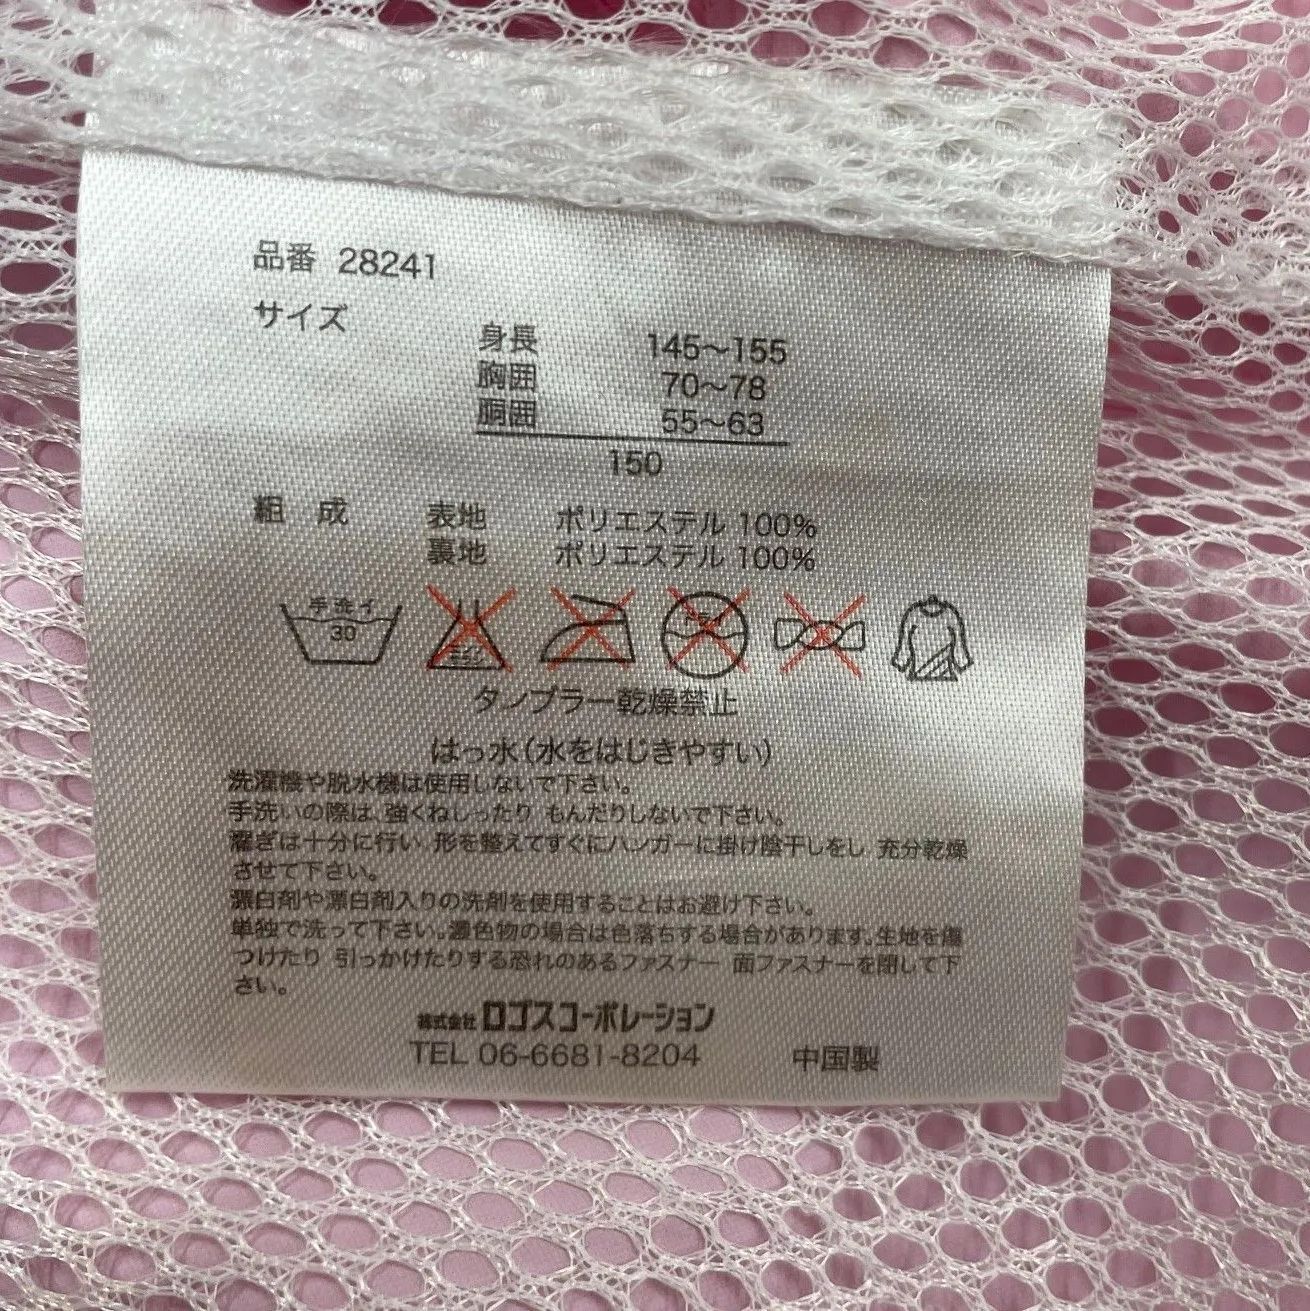 品番 28241
サイズ
身長 145~155
胸囲 70~78
胴囲 55~63
150
組 成 表地 ポリエステル 100%
裏地 ポリエステル 100%
手洗イ
30
タンブラー乾燥禁止
はっ水(水をはじきやすい)
洗濯機や脱水機は使用しないで下さい。
手洗いの際は、強くねじったり もんだりしないで下さい。
濯ぎは十分に行い 形を整えてすぐにハンガーに掛け陰干しをし 充分乾燥
させて下さい。
漂白剤や漂白剤入りの洗剤を使用することはお避け下さい。
単独で洗って下さい。濃色物の場合は色落ちする場合があります。生地を傷
つけたり 引っかけたりする恐れのあるファスナー 面ファスナーを閉して下
さい。
株式会社 ロゴスコーポレーション
TEL 06-6681-8204 中国製